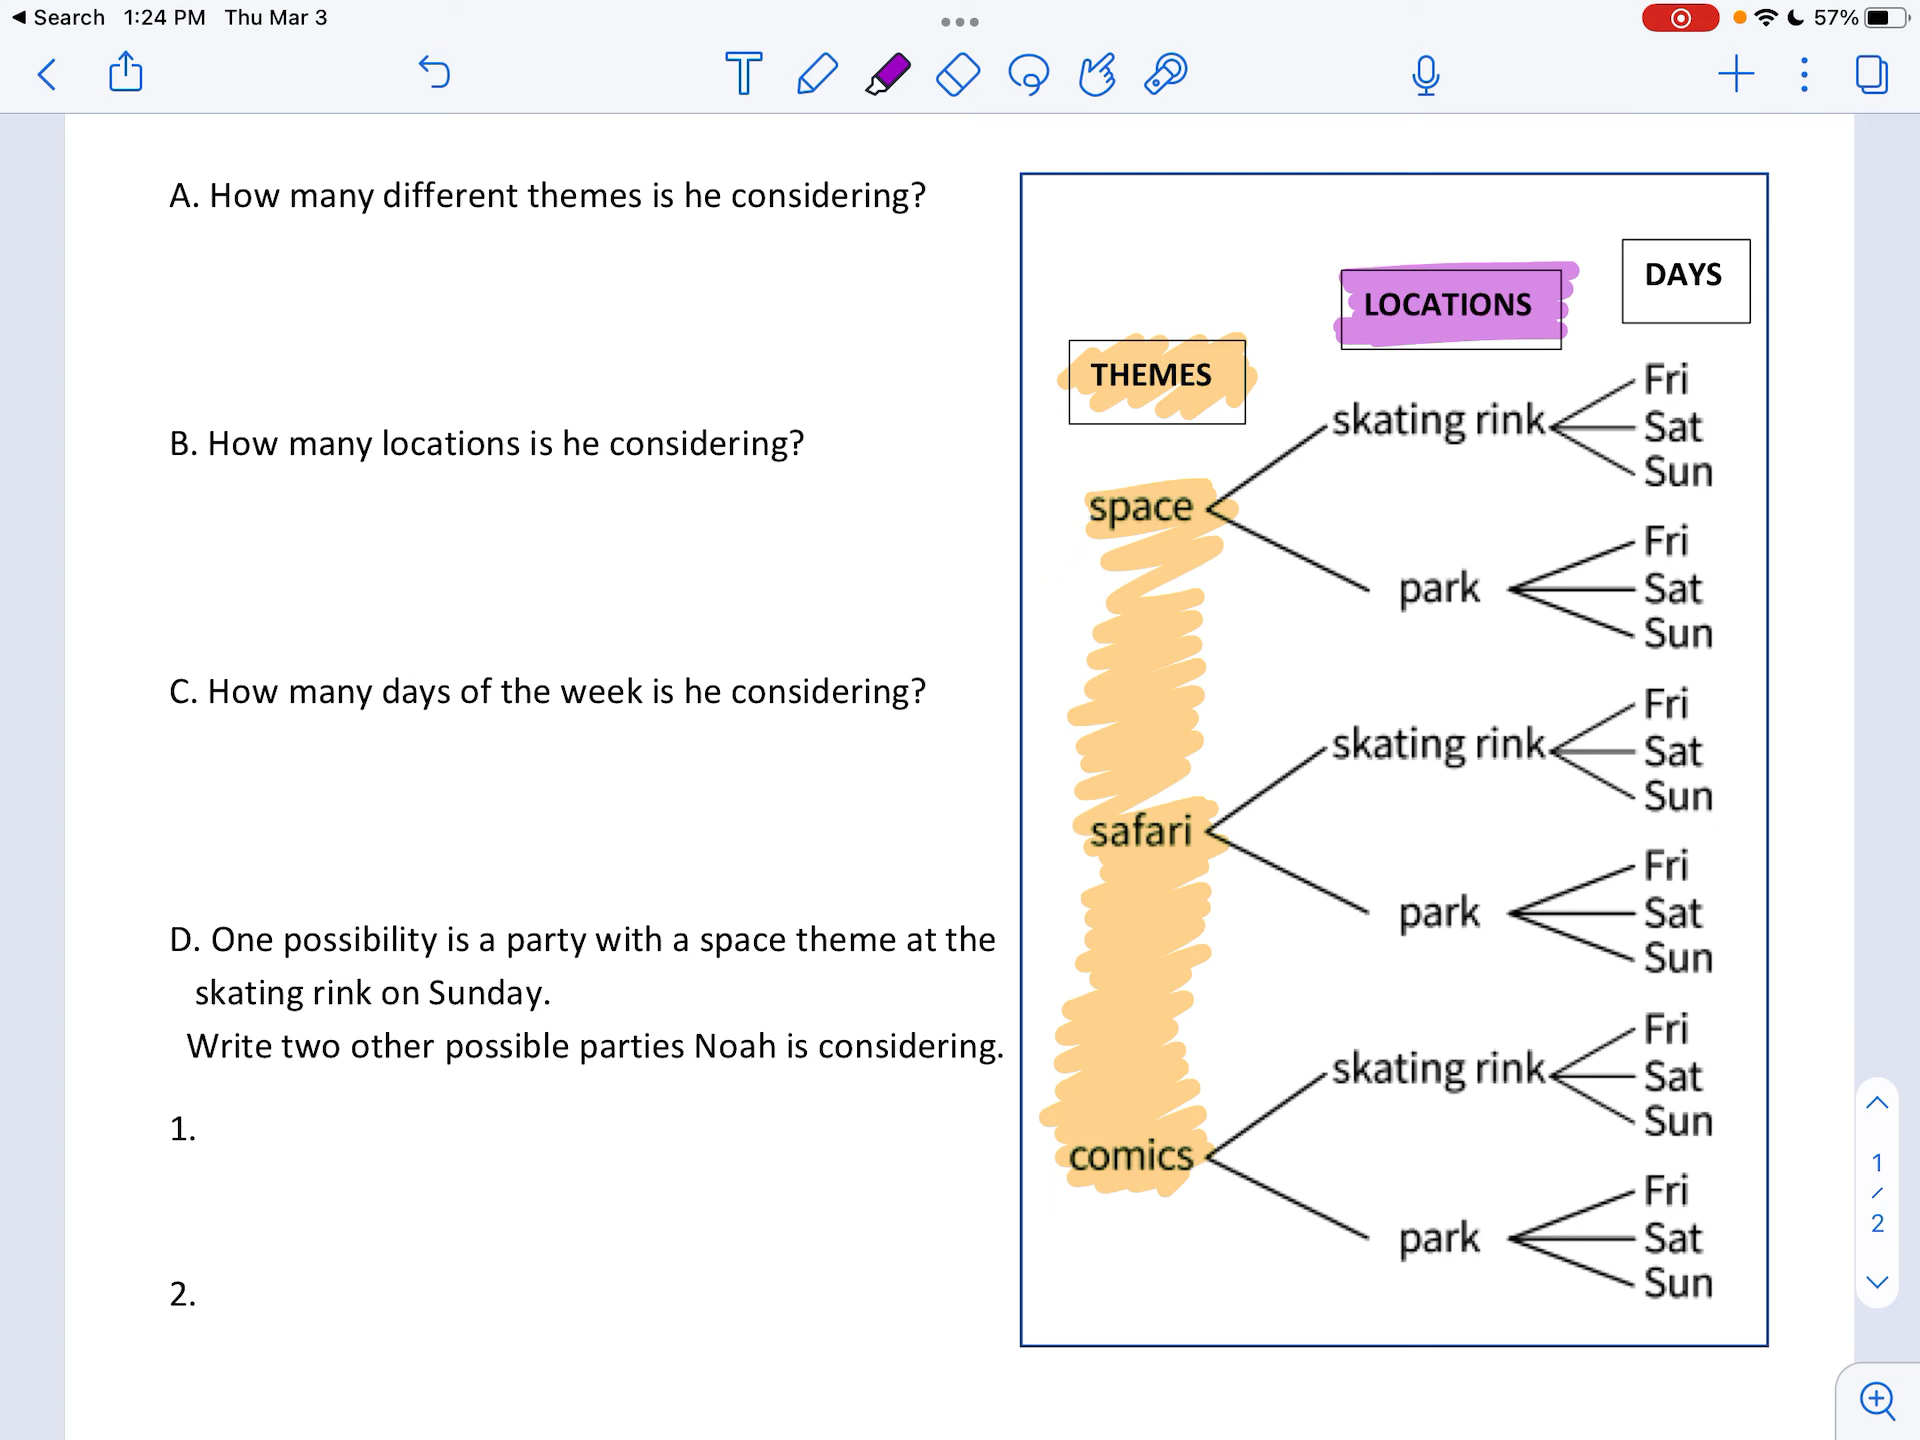 Search 1:24 PM Thu Mar 3
57%
A. How many different themes is he considering?
B. How many locations is he considering?
C. How many days of the week is he considering?
D. One possibility is a party with a space theme at the
skating rink on Sunday.
Write two other possible parties Noah is considering.
1.
2.
DAYS
LOCATIONS
THEMES
space
skating rink
Fri
Sat
Sun
park
Fri
Sat
Sun
safari
skating rink
Fri
Sat
Sun
park
Fri
Sat
Sun
comics
skating rink
Fri
Sat
Sun
park
Fri
Sat
Sun
1
/
2